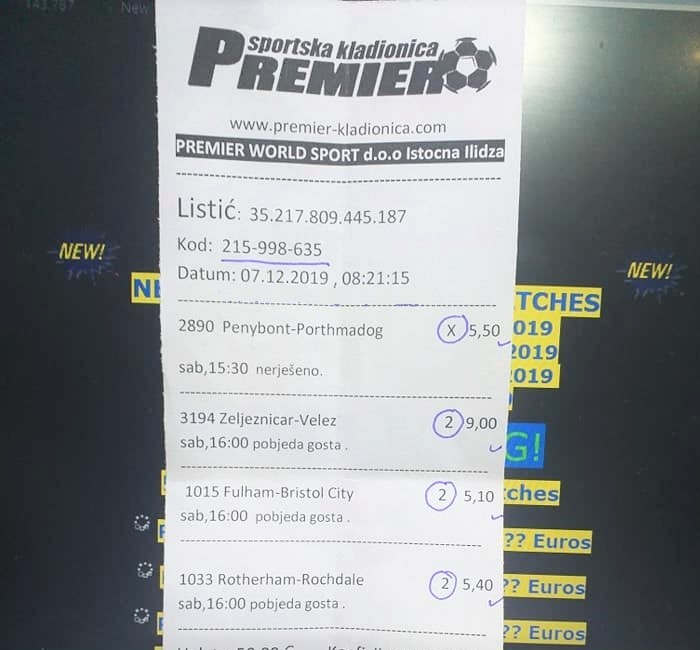 New
sportska kladionica
PREMIER
www.premier-kladionica.com
PREMIER WORLD SPORT d.o.o Istocna Ilidza
Listić: 35.217.809.445.187
Kod: 215-998-635
Datum: 07.12.2019 , 08:21:15
NEW!
NEW!
TCHES
2890 Penybont-Porthmadog X 5,50
019
2019
2019
sab,15:30 nerješeno.
3194 Zeljeznicar-Velez 2 9,00
sab,16:00 pobjeda gosta .
G!
1015 Fulham-Bristol City 2 5,10
tches
sab,16:00 pobjeda gosta .
?? Euros
1033 Rotherham-Rochdale 2 5,40
?? Euros
sab,16:00 pobjeda gosta .
?? Euros